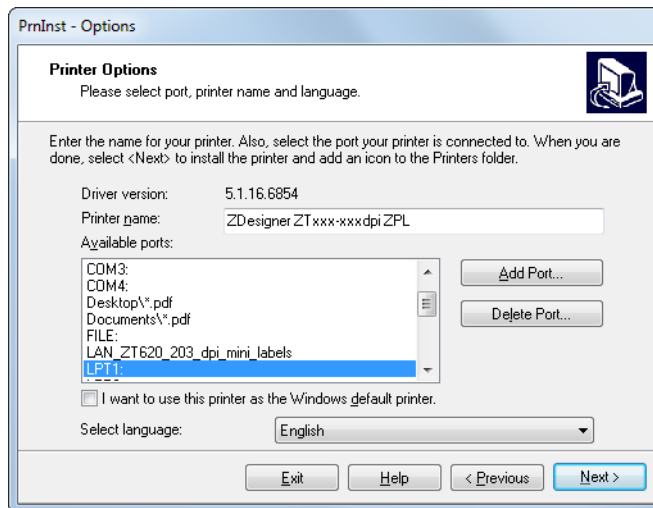 PrnInst - Options
Printer Options
Please select port, printer name and language.
Enter the name for your printer. Also, select the port your printer is connected to. When you are
done, select <Next> to install the printer and add an icon to the Printers folder.
Driver version: 5.1.16.6854
Printer name: ZDesigner ZTxxx-xxxdpi ZPL
Available ports:
COM3:
COM4:
Desktop\*.pdf
Documents\*.pdf
FILE:
LAN_ZT620_203_dpi_mini_labels
LPT1:
Add Port...
Delete Port...
I want to use this printer as the Windows default printer.
Select language: English
Exit Help < Previous Next >